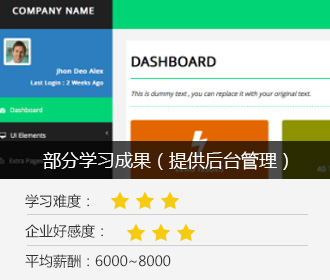 COMPANY NAME
Jhon Deo Alex
Last Login : 2 Weeks Ago
DASHBOARD
This is dummy text , you can replace it with your original text.
Dashboard
UI Elements
部分学习成果（提供后台管理）
Extra Pages
学习难度：
企业好感度：
平均薪酬：6000~8000